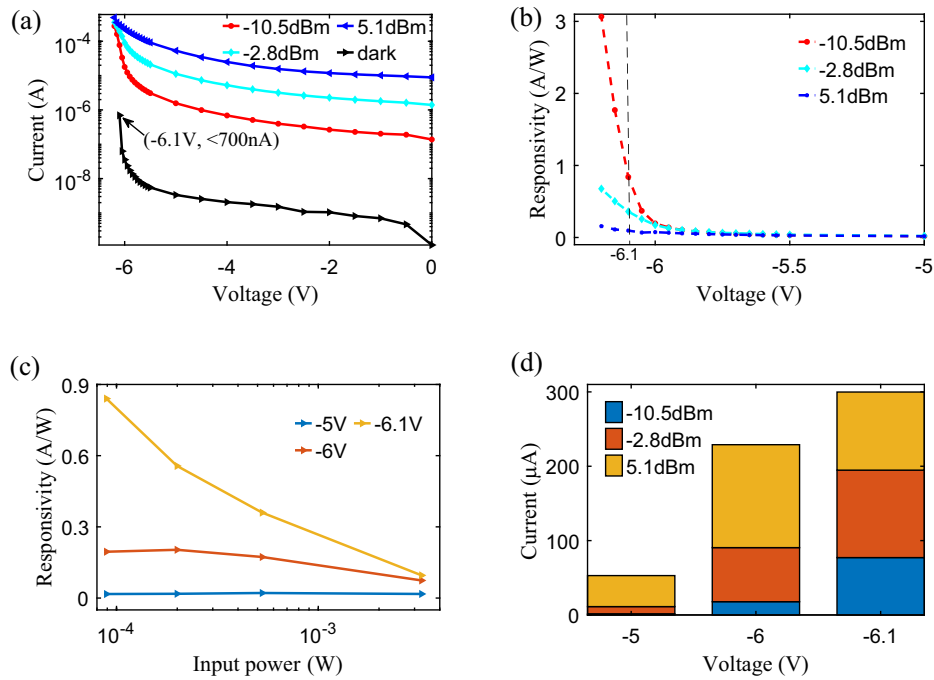 (a)
-10.5dBm
5.1dBm
-2.8dBm
dark
10⁻⁴
10⁻⁶
10⁻⁸
Current (A)
(-6.1V, <700nA)
-6
-4
-2
0
Voltage (V)
(b)
3
2
1
0
Responsivity (A/W)
-10.5dBm
-2.8dBm
5.1dBm
-6.1
-6
-5.5
-5
Voltage (V)
(c)
0.9
0.6
0.3
0
Responsivity (A/W)
-5V
-6.1V
-6V
10⁻⁴
10⁻³
Input power (W)
(d)
300
200
100
0
Current (µA)
-10.5dBm
-2.8dBm
5.1dBm
-5
-6
-6.1
Voltage (V)